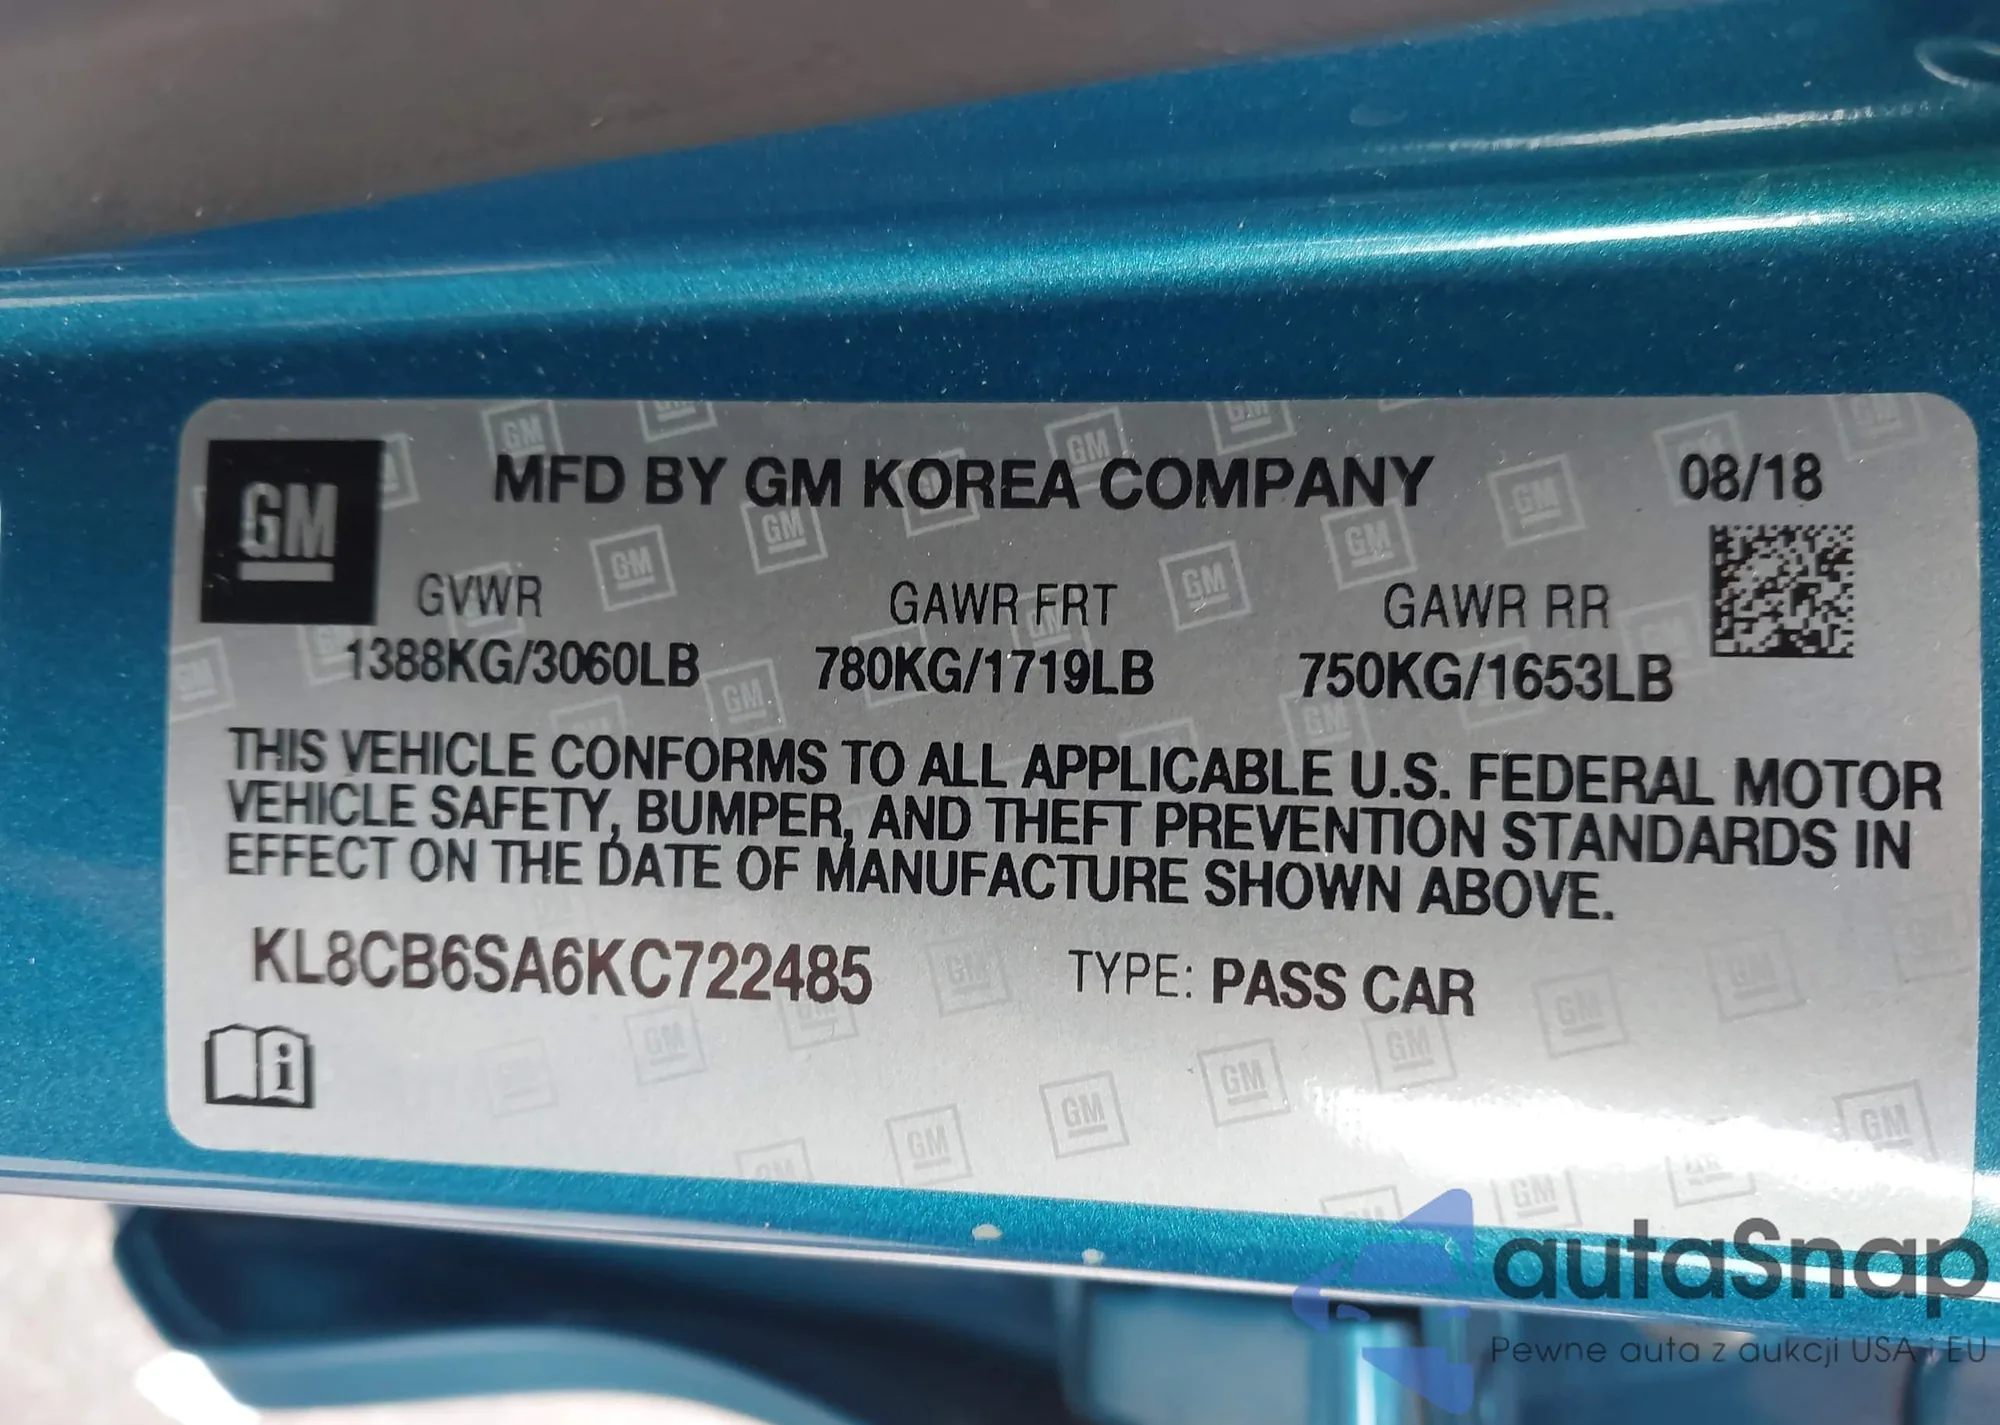 GM
MFD BY GM KOREA COMPANY 08/18
GVWR GAWR FRT GAWR RR
1388KG/3060LB 780KG/1719LB 750KG/1653LB
THIS VEHICLE CONFORMS TO ALL APPLICABLE U.S. FEDERAL MOTOR
VEHICLE SAFETY, BUMPER, AND THEFT PREVENTION STANDARDS IN
EFFECT ON THE DATE OF MANUFACTURE SHOWN ABOVE.
KL8CB6SA6KC722485 TYPE: PASS CAR
i
autaSnap
Pewne auta z aukcji USA i EU